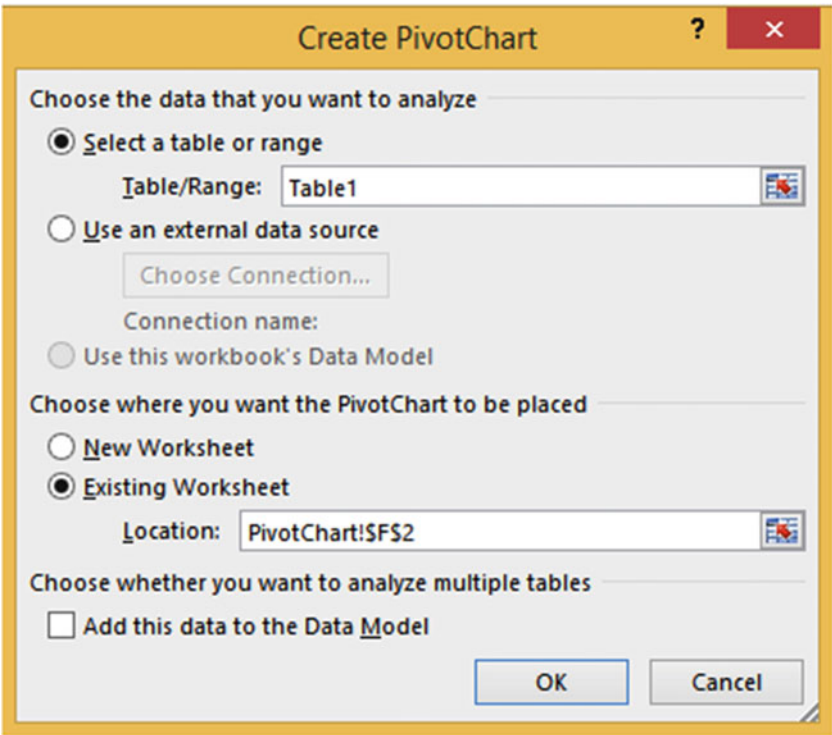 Create PivotChart ? ×
Choose the data that you want to analyze
Select a table or range
Table/Range: Table1
Use an external data source
Choose Connection...
Connection name:
Use this workbook's Data Model
Choose where you want the PivotChart to be placed
New Worksheet
Existing Worksheet
Location: PivotChart!$F$2
Choose whether you want to analyze multiple tables
Add this data to the Data Model
OK Cancel